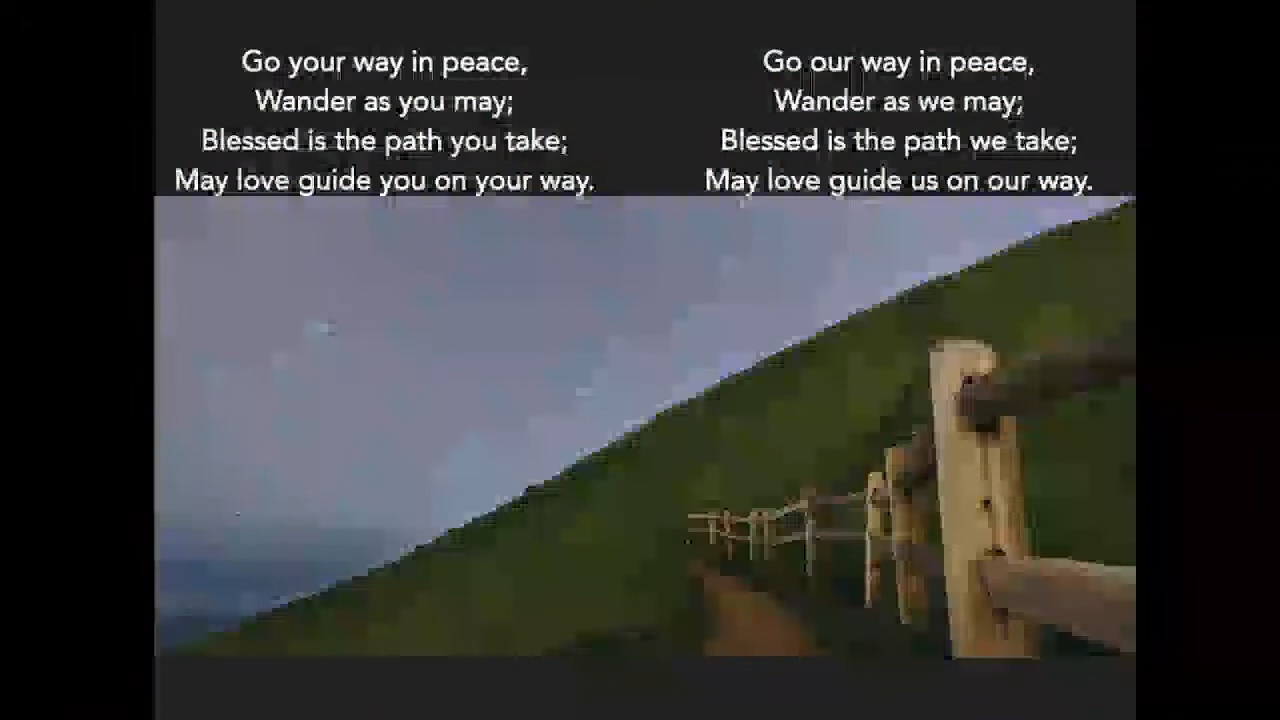 Go your way in peace,
Wander as you may;
Blessed is the path you take;
May love guide you on your way.
Go our way in peace,
Wander as we may;
Blessed is the path we take;
May love guide us on our way.